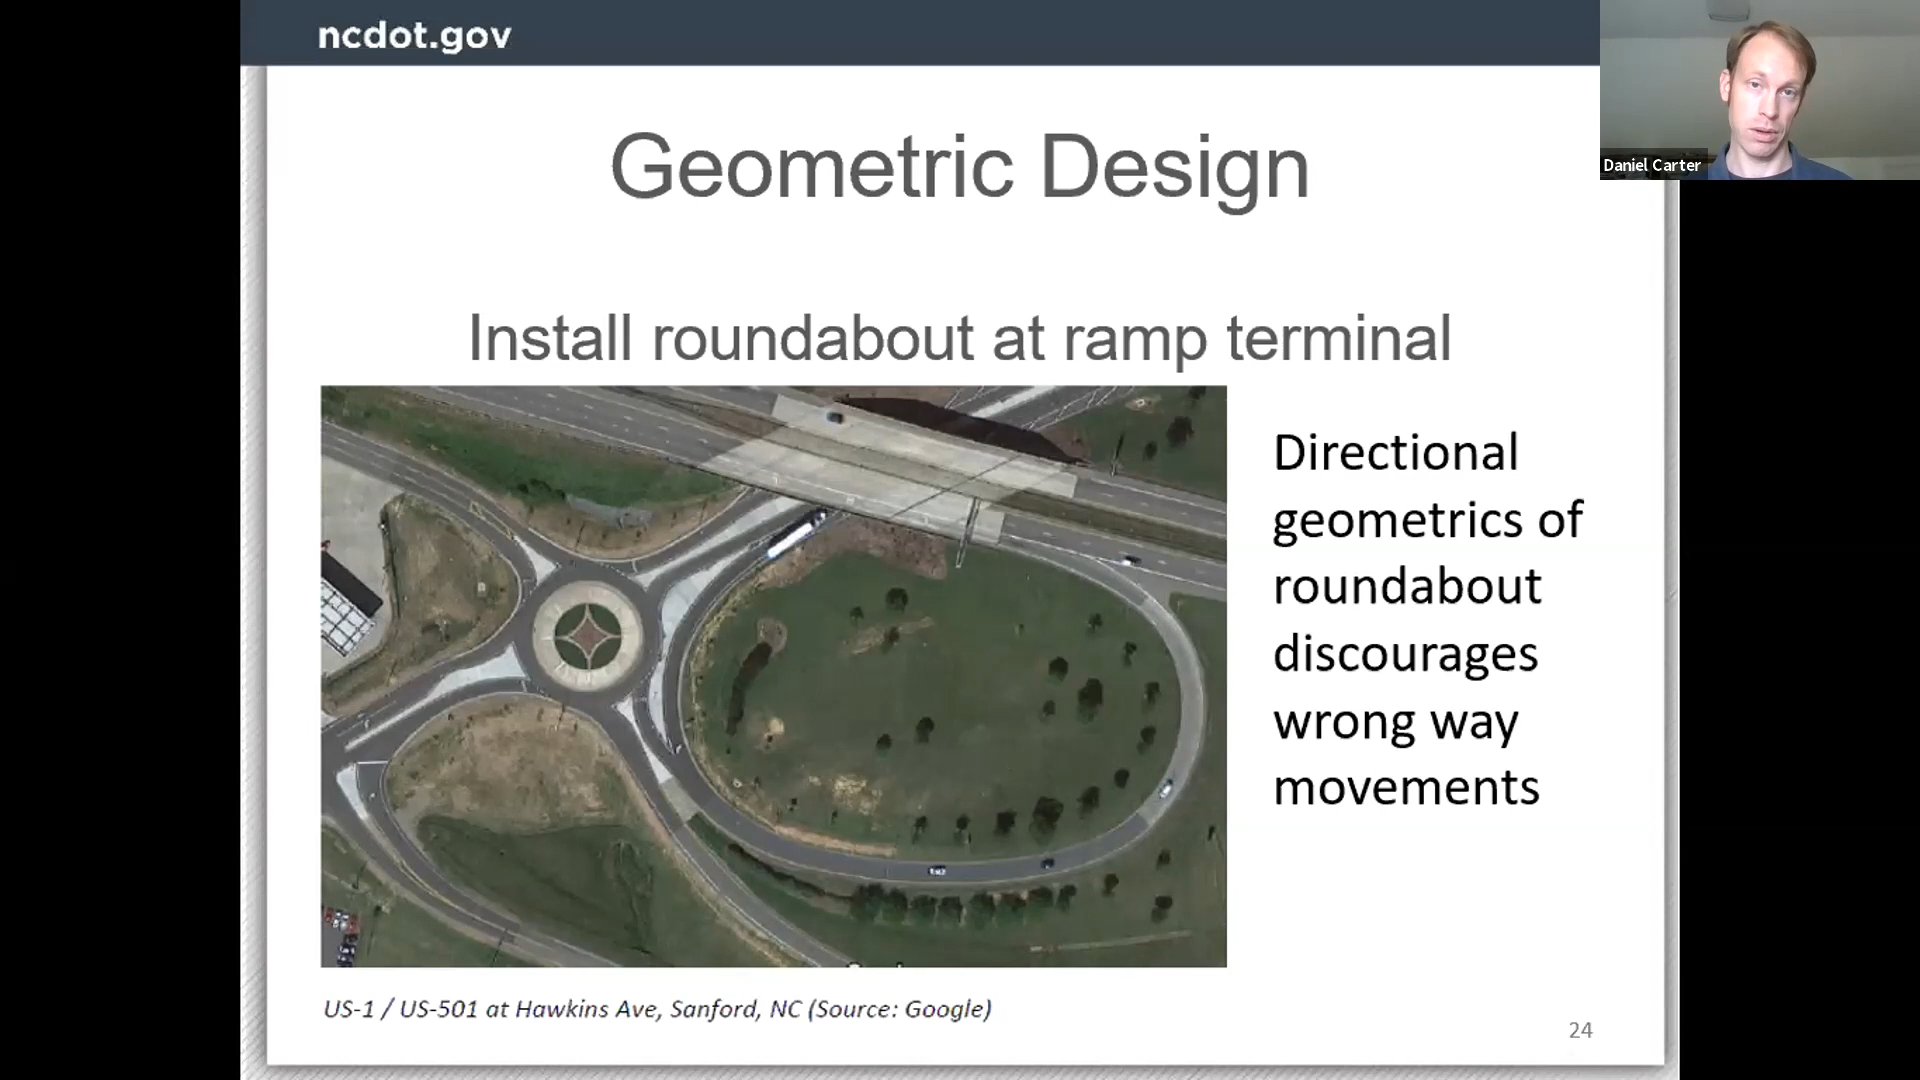 ncdot.gov
Daniel Carter
Geometric Design
Install roundabout at ramp terminal
Directional
geometrics of
roundabout
discourages
wrong way
movements
US-1 / US-501 at Hawkins Ave, Sanford, NC (Source: Google)
24